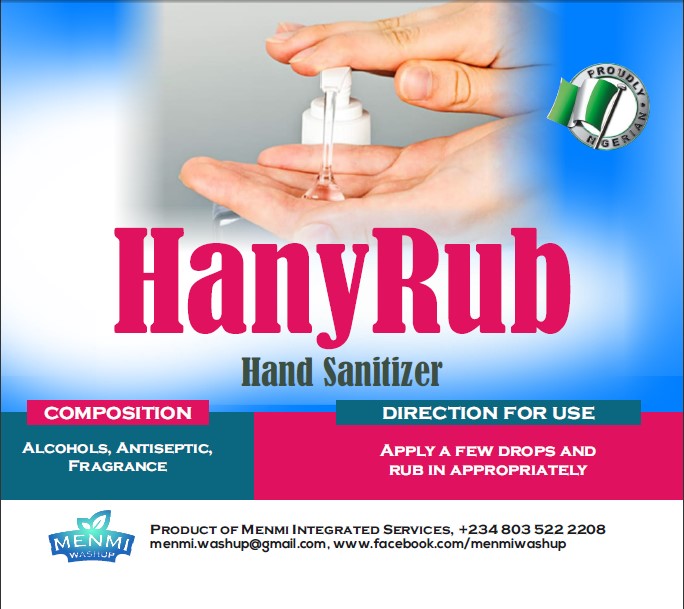 PROUDLY
NIGERIAN
HanyRub
Hand Sanitizer
COMPOSITION
DIRECTION FOR USE
ALCOHOLS, ANTISEPTIC,
FRAGRANCE
APPLY A FEW DROPS AND
RUB IN APPROPRIATELY
MENMI
WASHUP
PRODUCT OF MENMI INTEGRATED SERVICES, +234 803 522 2208
menmi.washup@gmail.com, www.facebook.com/menmiwashup